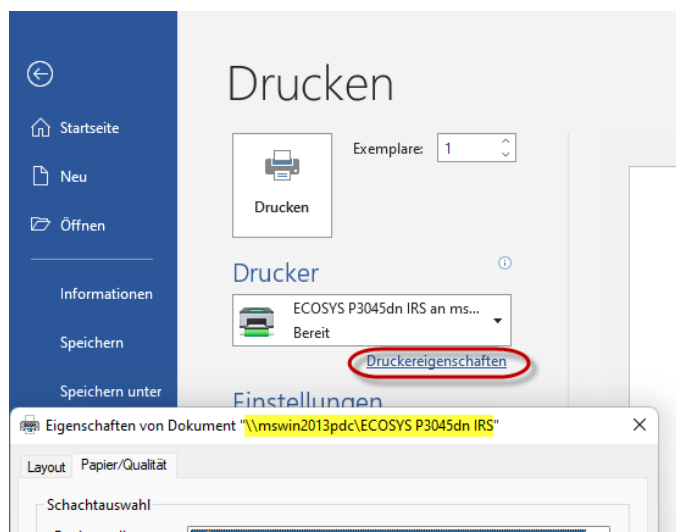 Drucken
Startseite
Exemplare: 1
Neu
Drucken
Öffnen
Drucker
Informationen
ECOSYS P3045dn IRS an ms...
Bereit
Speichern
Druckereigenschaften
Speichern unter
Einstellungen
Eigenschaften von Dokument "\\mswin2013pdc\ECOSYS P3045dn IRS"
Layout Papier/Qualität
Schachtauswahl